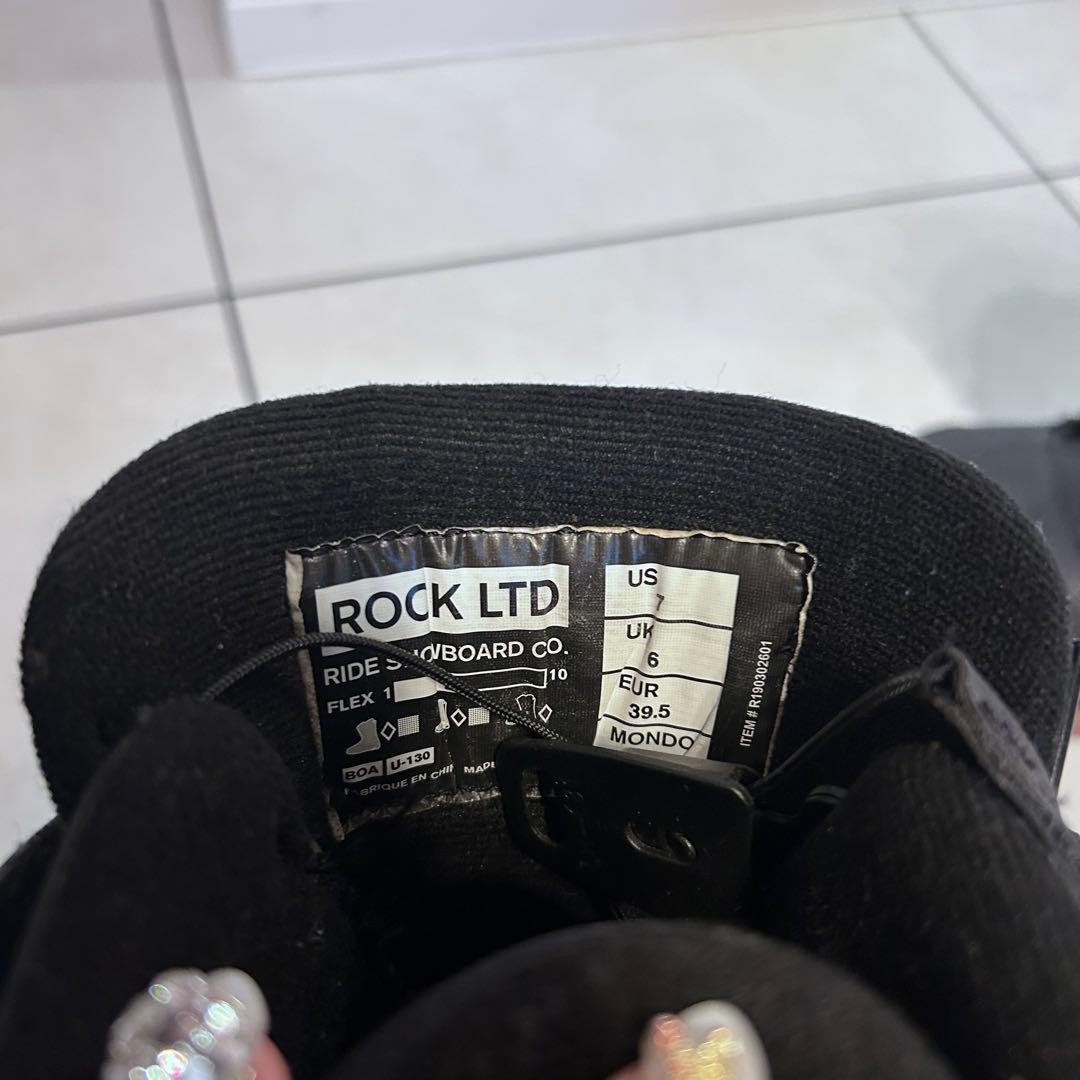 ROCK LTD
RIDE SNOWBOARD CO.
FLEX 1 10
BOA U-130
FABRIQUE EN CHI MADE
US
7
UK
6
EUR
39.5
MONDO
ITEM # R190302601